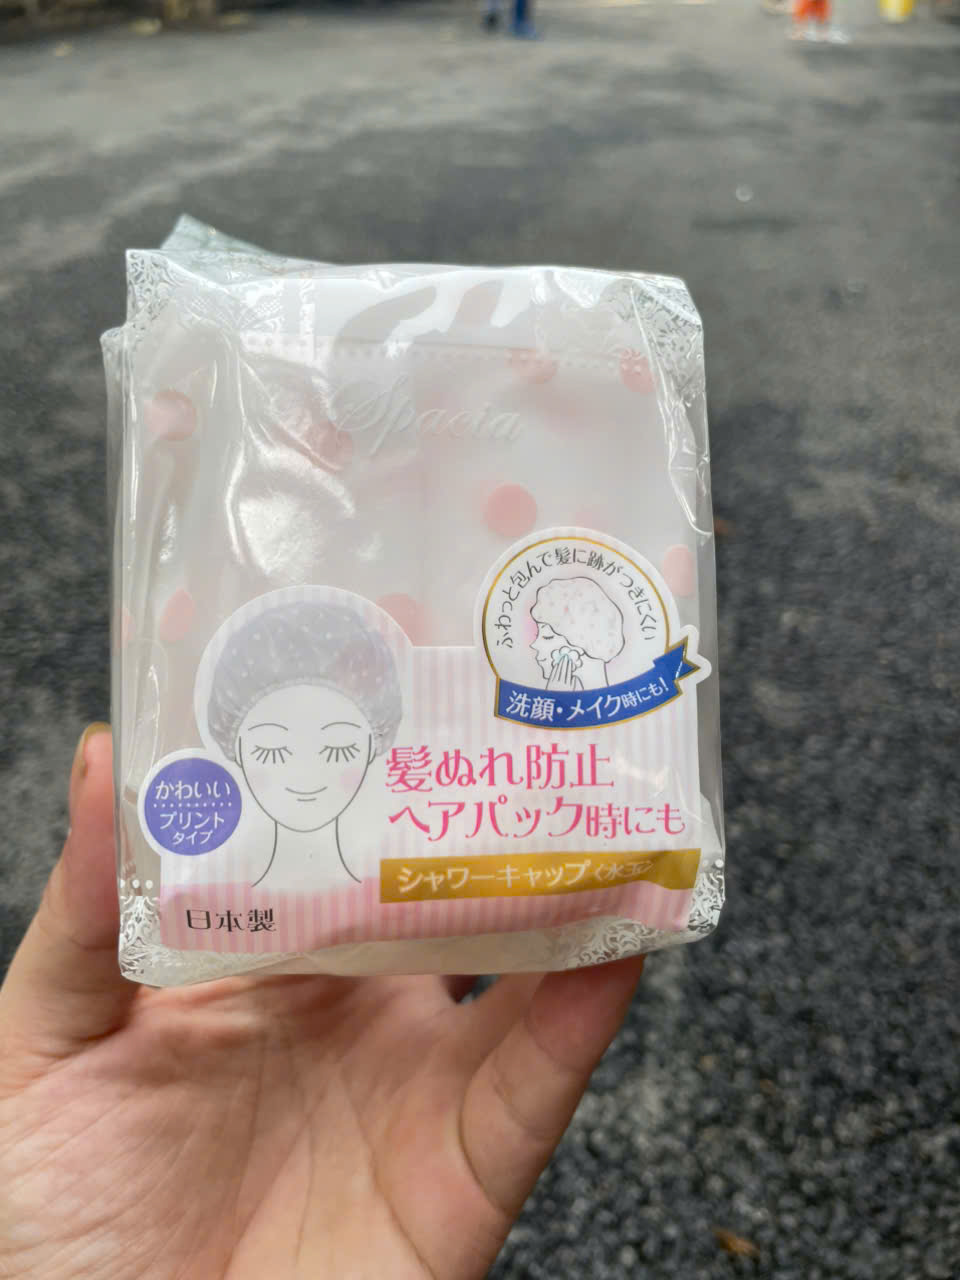 Spacia
ふわっと包んで髪に跡がつきにくい
洗顔・メイク時にも!
髪ぬれ防止
ヘアパック時にも
かわいい
プリント
タイプ
シャワーキャップ〈水玉〉
日本製